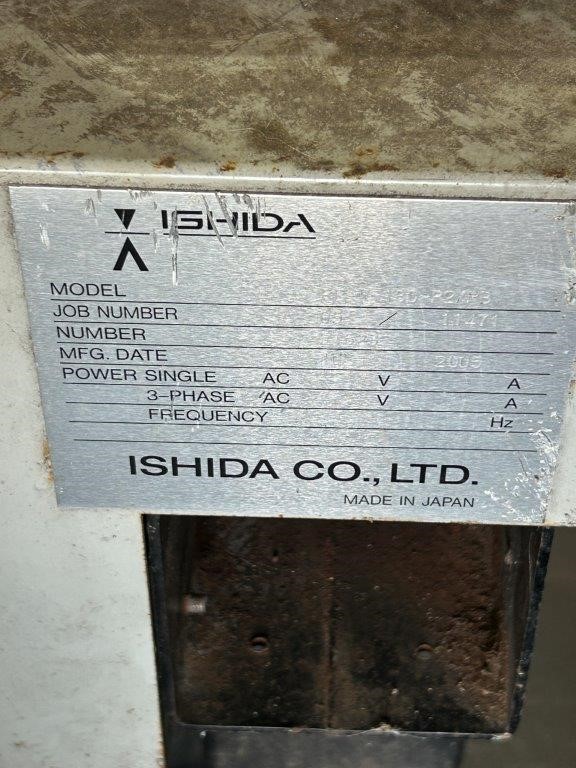 ISHIDA
MODEL
JOB NUMBER 11471
NUMBER
MFG. DATE 2005
POWER SINGLE AC V A
3-PHASE AC V A
FREQUENCY Hz
ISHIDA CO., LTD.
MADE IN JAPAN